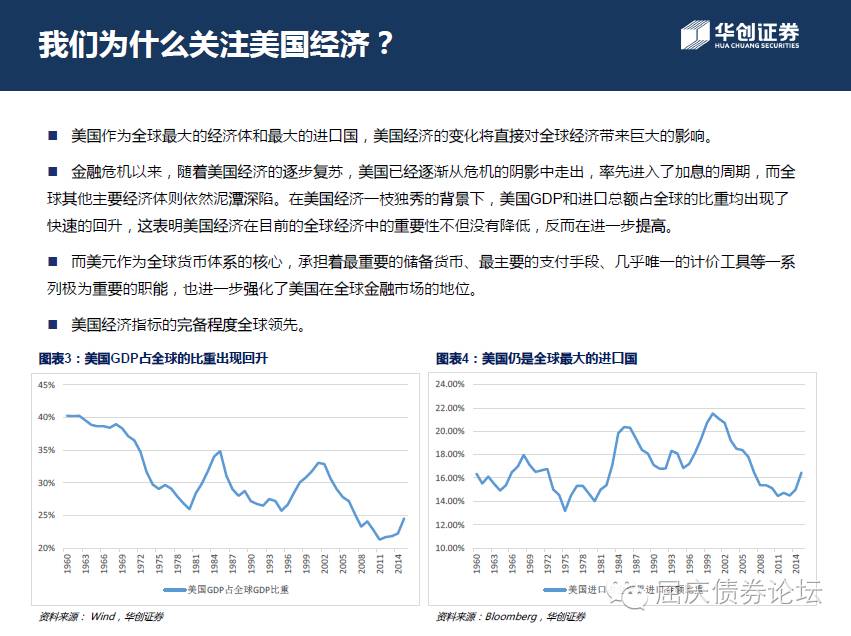 我们为什么关注美国经济？
华创证券
HUA CHUANG SECURITIES
■ 美国作为全球最大的经济体和最大的进口国，美国经济的变化将直接对全球经济带来巨大的影响。
■ 金融危机以来，随着美国经济的逐步复苏，美国已经逐渐从危机的阴影中走出，率先进入了加息的周期，而全
球其他主要经济体则依然泥潭深陷。在美国经济一枝独秀的背景下，美国GDP和进口总额占全球的比重均出现了
快速的回升，这表明美国经济在目前的全球经济中的重要性不但没有降低，反而在进一步提高。
■ 而美元作为全球货币体系的核心，承担着最重要的储备货币、最主要的支付手段、几乎唯一的计价工具等一系
列极为重要的职能，也进一步强化了美国在全球金融市场的地位。
■ 美国经济指标的完备程度全球领先。
图表3：美国GDP占全球的比重出现回升
45%
40%
35%
30%
25%
20%
1960 1963 1966 1969 1972 1975 1978 1981 1984 1987 1990 1993 1996 1999 2002 2005 2008 2011 2014
美国GDP占全球GDP比重
资料来源：Wind，华创证券
图表4：美国仍是全球最大的进口国
24.00%
22.00%
20.00%
18.00%
16.00%
14.00%
12.00%
10.00%
1960 1963 1966 1969 1972 1975 1978 1981 1984 1987 1990 1993 1996 1999 2002 2005 2008 2011 2014
美国进口
屈庆债券论坛
资料来源：Bloomberg，华创证券